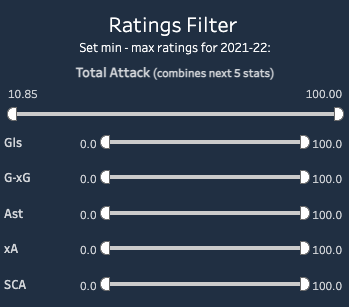 Ratings Filter
Set min - max ratings for 2021-22:
Total Attack (combines next 5 stats)
10.85 100.00
Gls 0.0 100.0
G-xG 0.0 100.0
Ast 0.0 100.0
xA 0.0 100.0
SCA 0.0 100.0